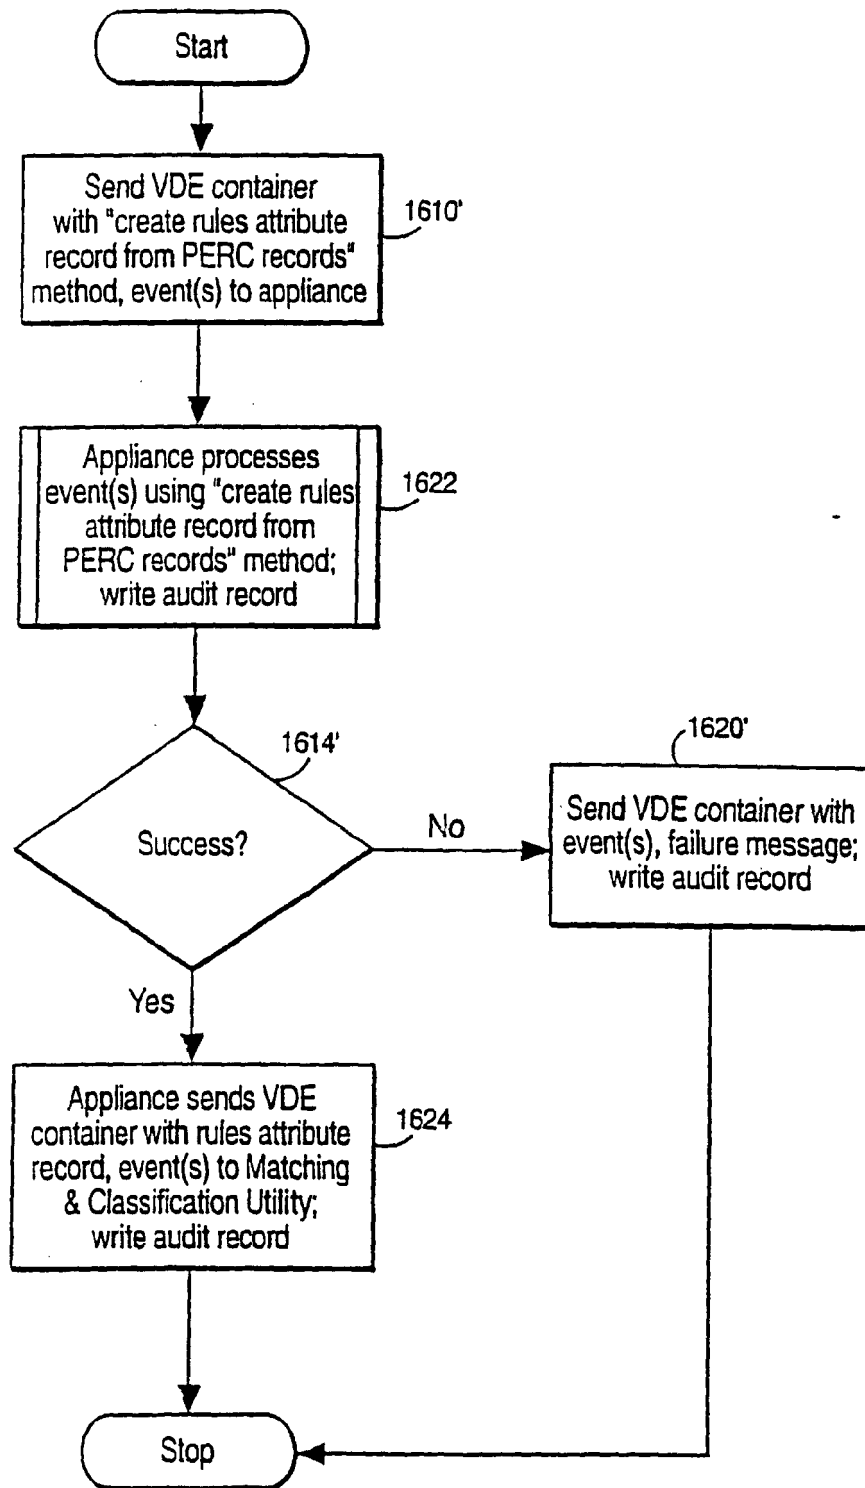 Start
Send VDE container
with "create rules attribute
record from PERC records"
method, event(s) to appliance
1610'
Appliance processes
event(s) using "create rules
attribute record from
PERC records" method;
write audit record
1622
Success?
1614'
No
1620'
Send VDE container with
event(s), failure message;
write audit record
Yes
Appliance sends VDE
container with rules attribute
record, event(s) to Matching
& Classification Utility;
write audit record
1624
Stop